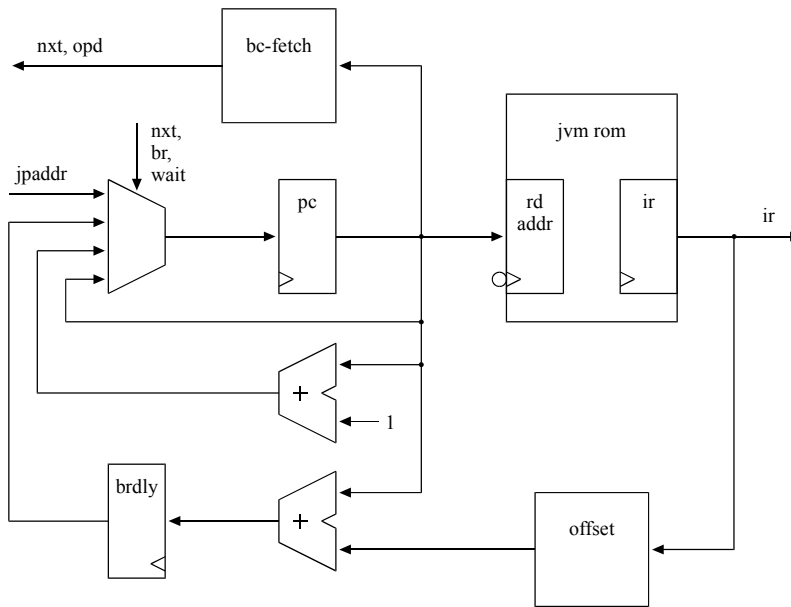 nxt, opd
bc-fetch
jvm rom
nxt,
br,
wait
jpaddr
pc
rd
addr
ir
ir
+
1
brdly
+
offset